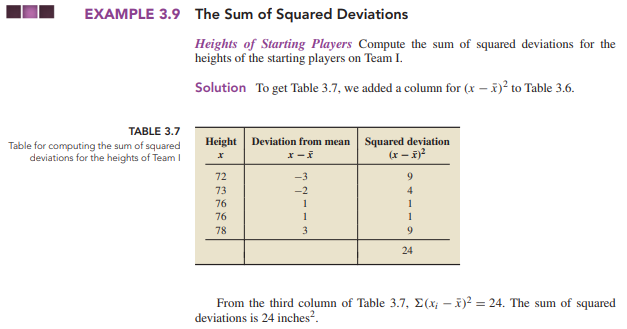 EXAMPLE 3.9 The Sum of Squared Deviations
Heights of Starting Players Compute the sum of squared deviations for the
heights of the starting players on Team I.
Solution To get Table 3.7, we added a column for (x − x̄)² to Table 3.6.
TABLE 3.7
Table for computing the sum of squared
deviations for the heights of Team I
Height Deviation from mean Squared deviation
x x − x̄ (x − x̄)²
72 −3 9
73 −2 4
76 1 1
76 1 1
78 3 9
24
From the third column of Table 3.7, Σ(xᵢ − x̄)² = 24. The sum of squared
deviations is 24 inches².